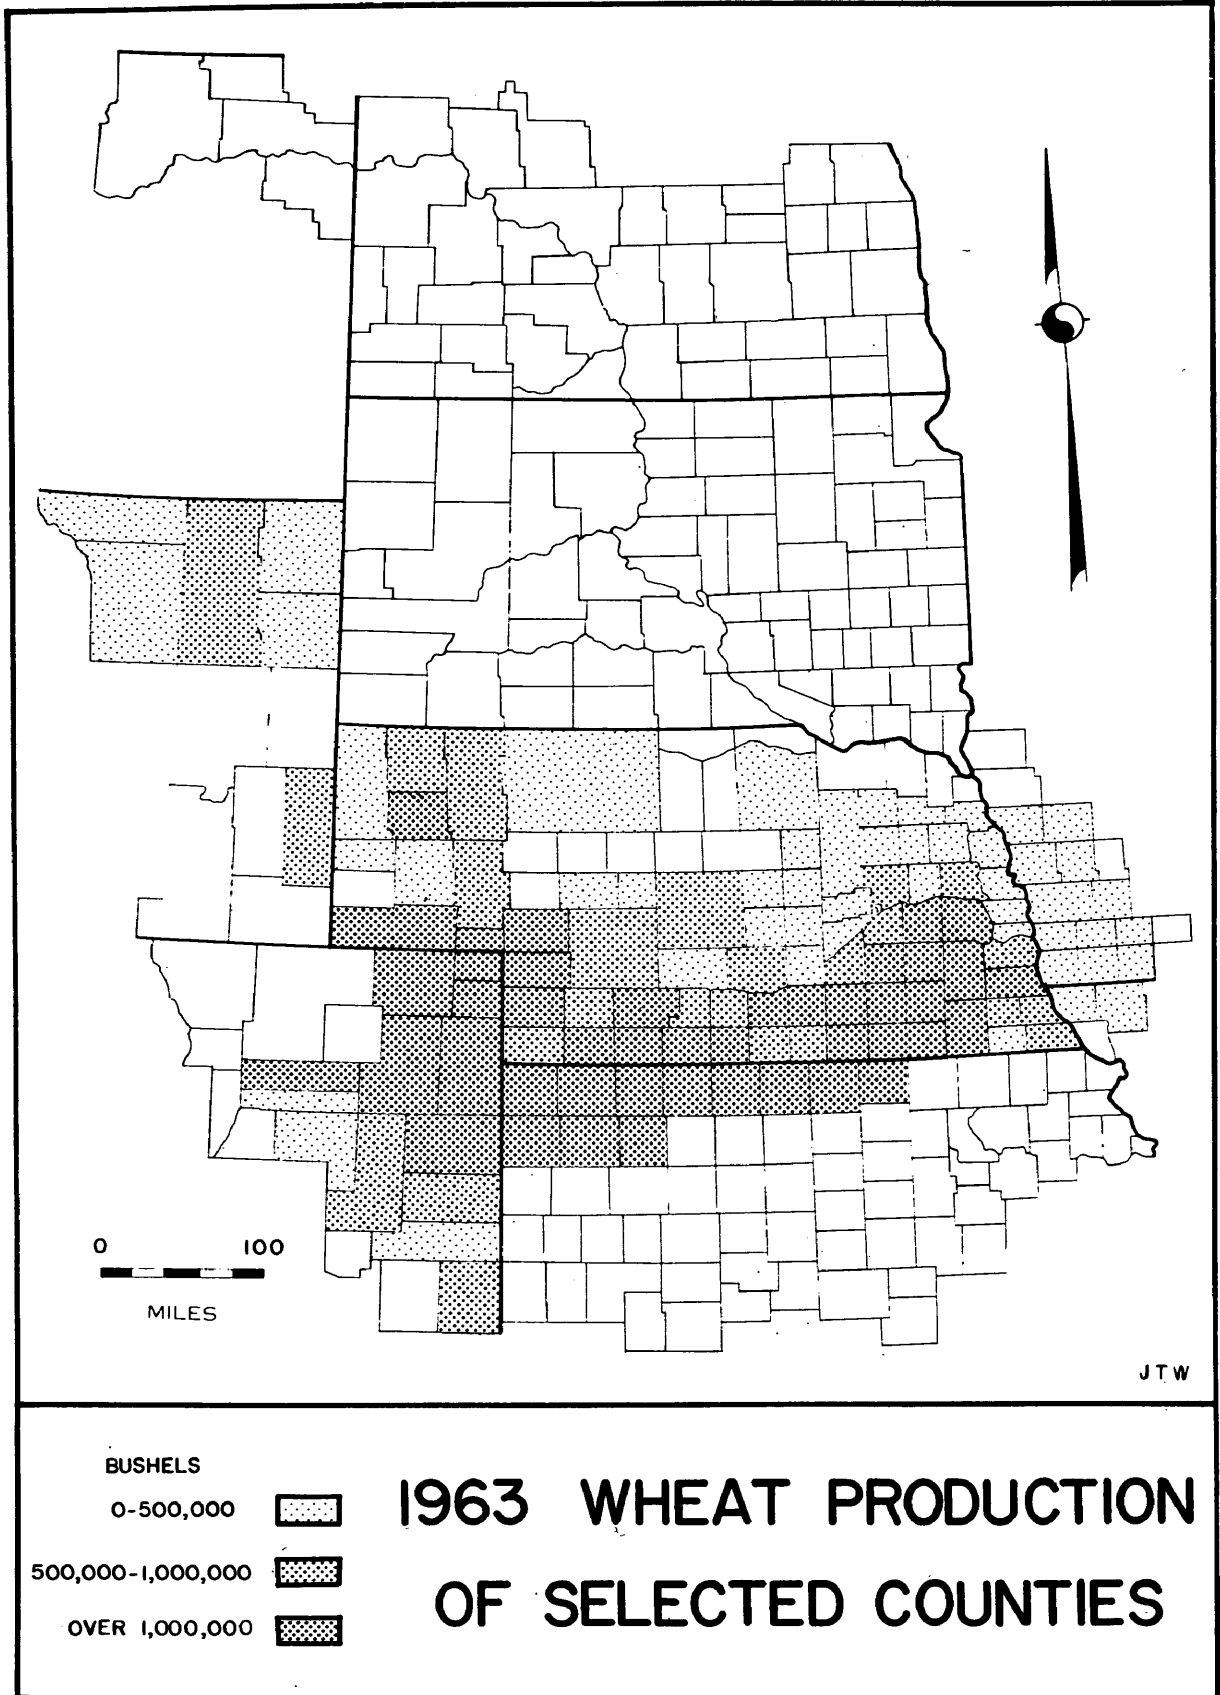 0 100
MILES
JTW
BUSHELS
0-500,000
500,000-1,000,000
OVER 1,000,000
1963 WHEAT PRODUCTION
OF SELECTED COUNTIES